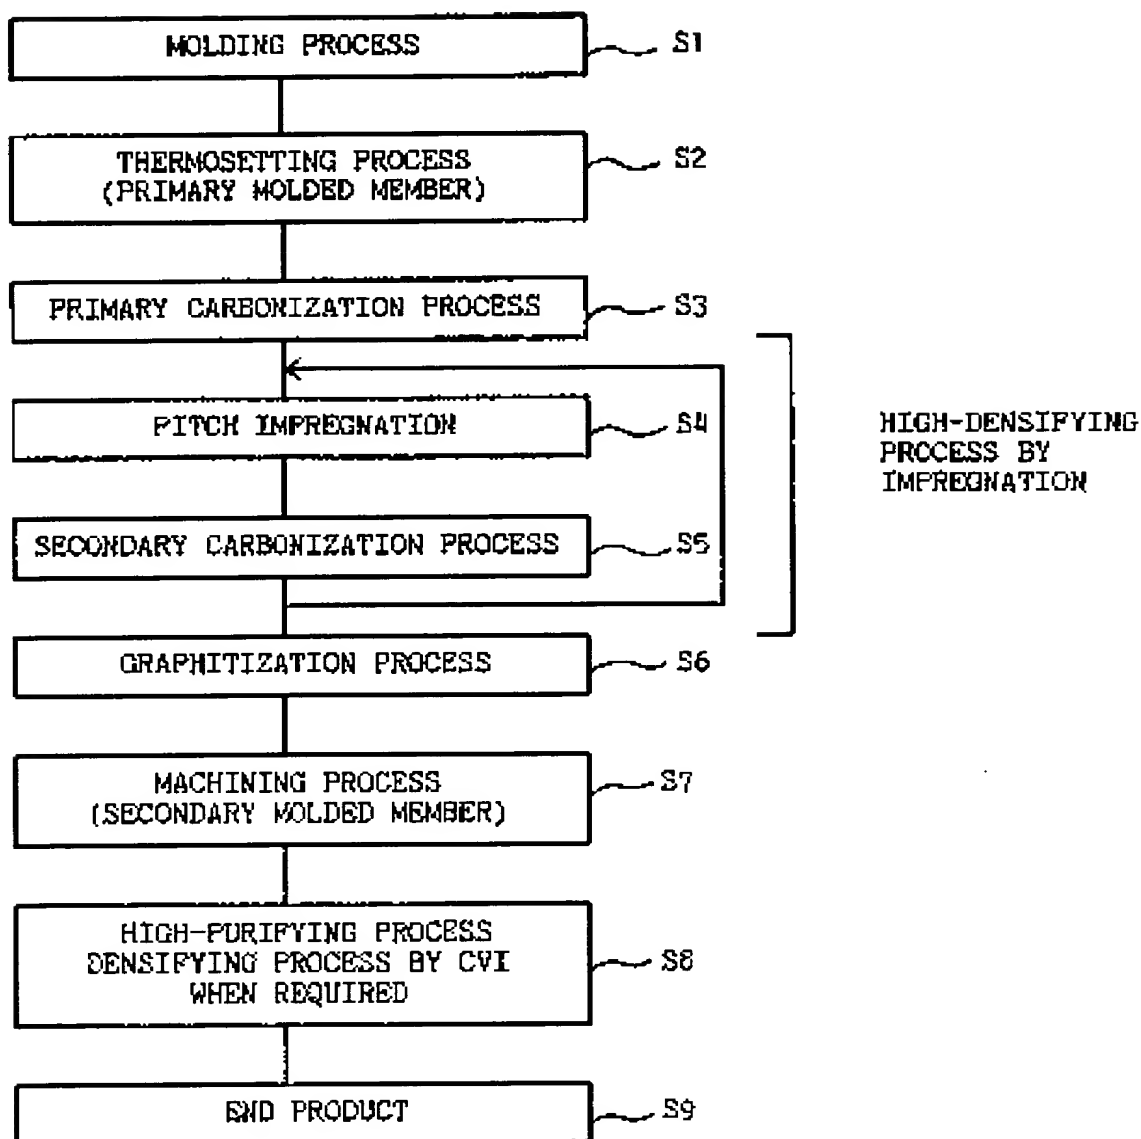 MOLDING PROCESS
S1
THERMOSETTING PROCESS
(PRIMARY MOLDED MEMBER)
S2
PRIMARY CARBONIZATION PROCESS
S3
PITCH IMPREGNATION
S4
HIGH-DENSIFYING
PROCESS BY
IMPREGNATION
SECONDARY CARBONIZATION PROCESS
S5
GRAPHITIZATION PROCESS
S6
MACHINING PROCESS
(SECONDARY MOLDED MEMBER)
S7
HIGH-PURIFYING PROCESS
DENSIFYING PROCESS BY CVI
WHEN REQUIRED
S8
END PRODUCT
S9